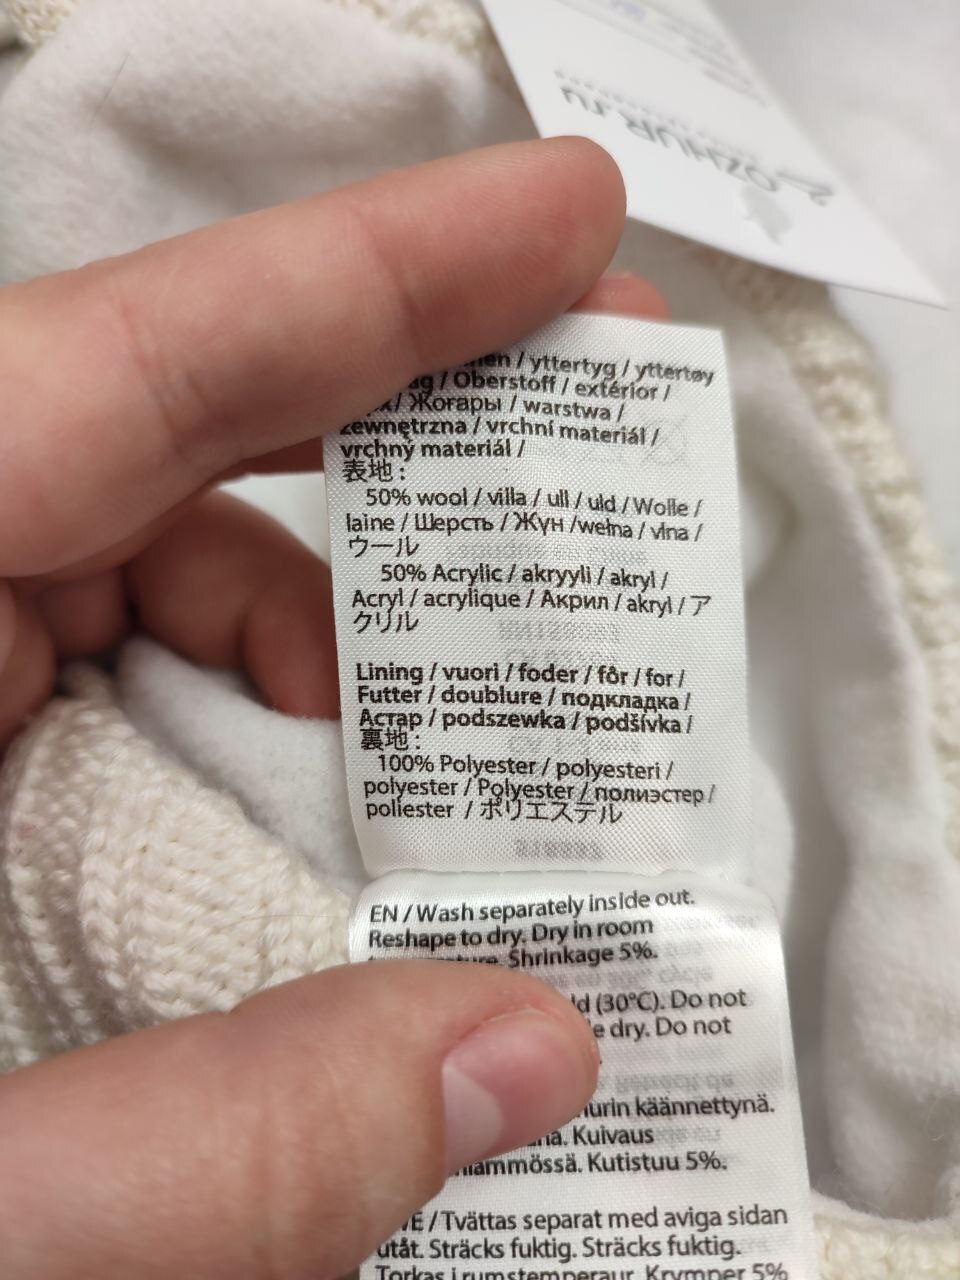 OZHUR.ru
/ yttertyg / yttertøy
/ Oberstoff / extérior /
/ Жоғары / warstwa /
zewnętrzna / vrchní materiál /
vrchný materiál /
表地 :
50% wool / villa / ull / uld / Wolle /
laine / Шерсть / Жүн /wełna / vlna /
ウール
50% Acrylic / akryyli / akryl /
Acryl / acrylique / Акрил / akryl / ア
クリル
Lining / vuori / foder / fôr / for /
Futter / doublure / подкладка /
Астар / podszewka / podšívka /
裏地 :
100% Polyester / polyesteri /
polyester / Polyester / полиэстер /
poliester / ポリエステル
EN / Wash separately inside out.
Reshape to dry. Dry in room
Shrinkage 5%.
(30°C). Do not
dry. Do not
käännettynä.
Kuivaus
Kutistuu 5%.
/ Tvättas separat med aviga sidan
utåt. Sträcks fuktig. Sträcks fuktig.
Torkas i rumstemperaur. Krymper 5%